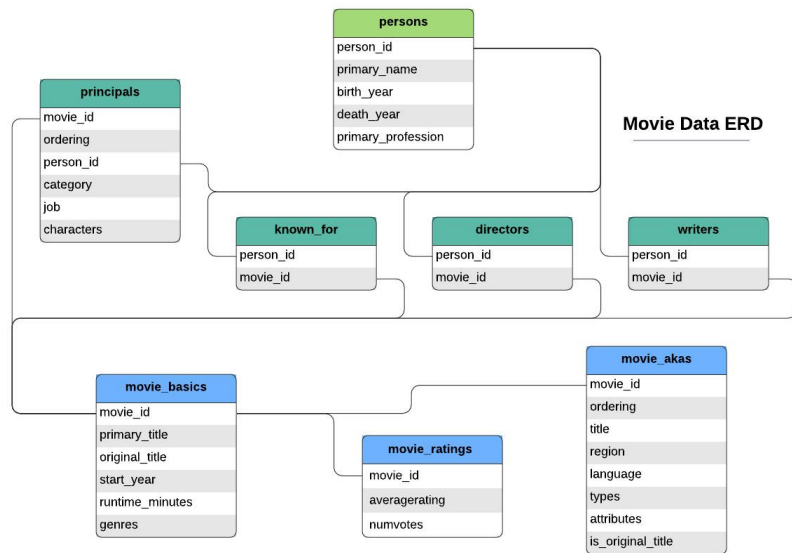 persons
person_id
primary_name
birth_year
death_year
primary_profession
principals
movie_id
ordering
person_id
category
job
characters
Movie Data ERD
known_for
person_id
movie_id
directors
person_id
movie_id
writers
person_id
movie_id
movie_basics
movie_id
primary_title
original_title
start_year
runtime_minutes
genres
movie_ratings
movie_id
averagerating
numvotes
movie_akas
movie_id
ordering
title
region
language
types
attributes
is_original_title